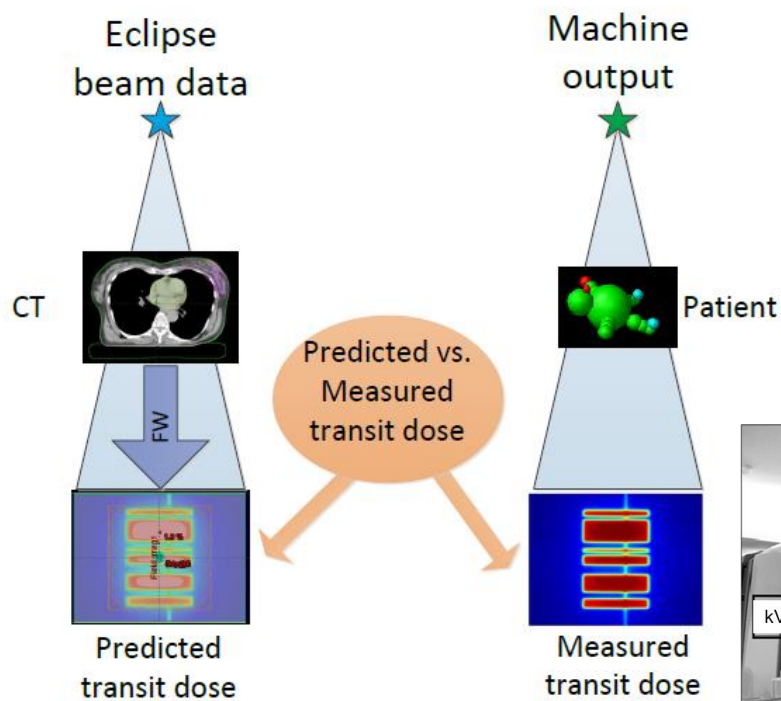 Eclipse
beam data
Machine
output
CT
Patient
Predicted vs.
Measured
transit dose
FW
kV
Predicted
transit dose
Measured
transit dose